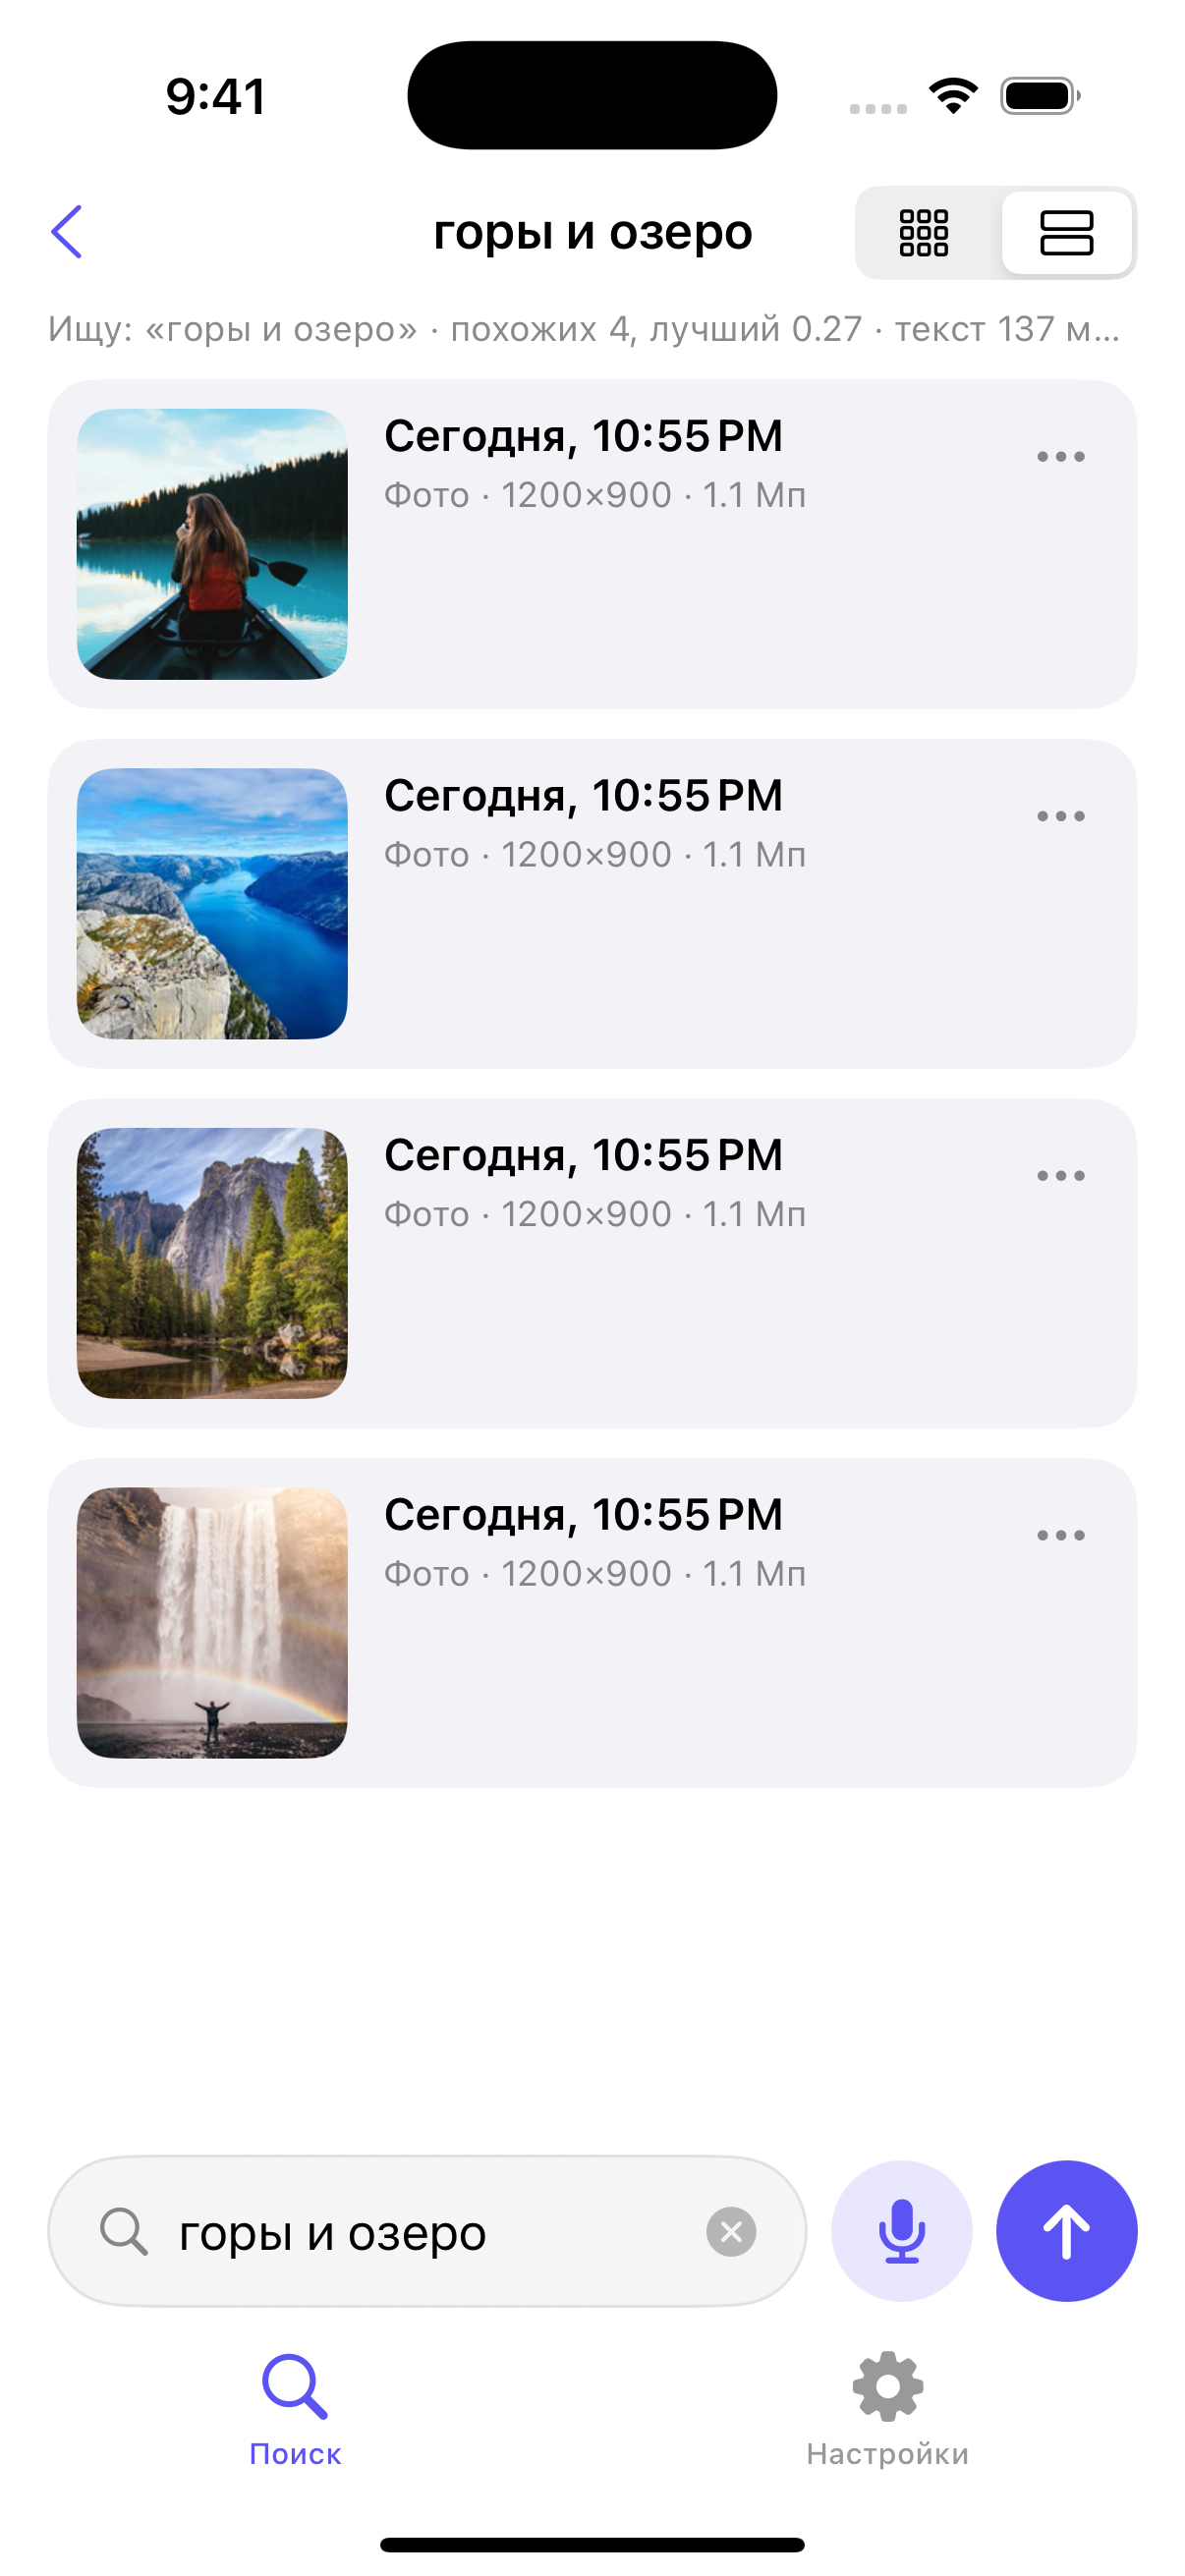 9:41
горы и озеро
Ищу: «горы и озеро» · похожих 4, лучший 0.27 · текст 137 м…
Сегодня, 10:55 PM
Фото · 1200×900 · 1.1 Мп
Сегодня, 10:55 PM
Фото · 1200×900 · 1.1 Мп
Сегодня, 10:55 PM
Фото · 1200×900 · 1.1 Мп
Сегодня, 10:55 PM
Фото · 1200×900 · 1.1 Мп
горы и озеро
Поиск
Настройки